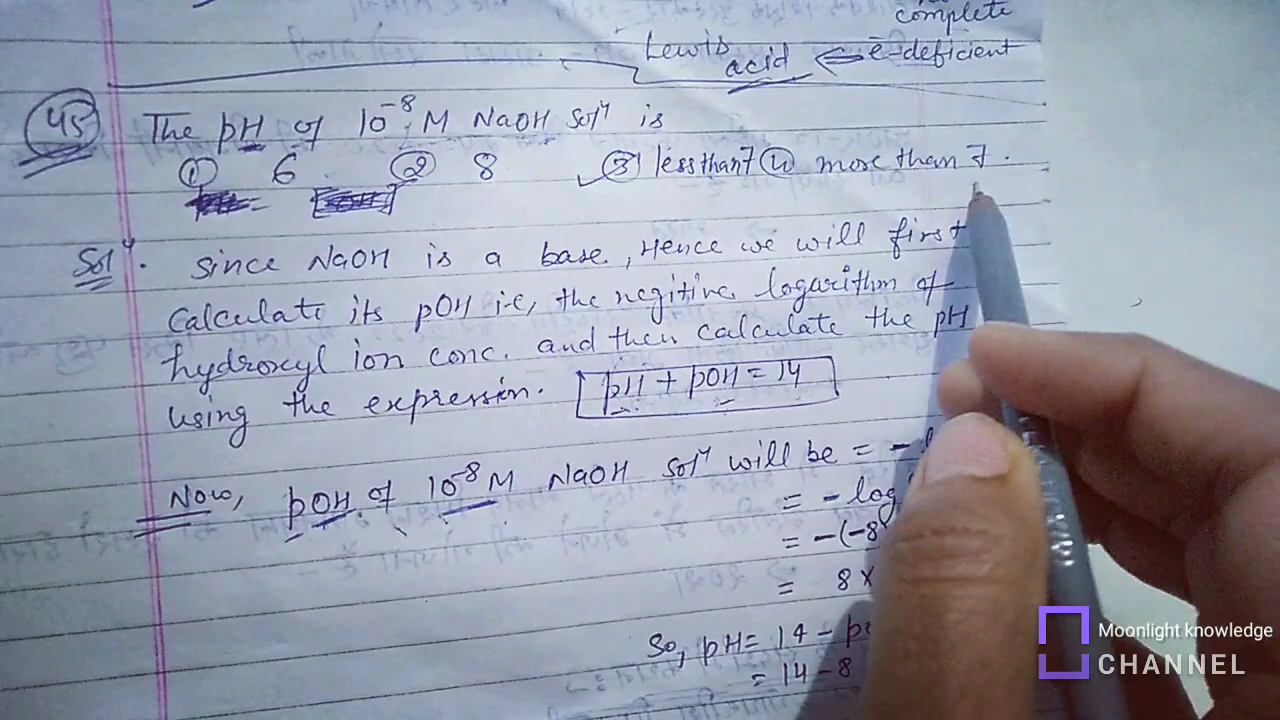 complete
Lewis acid ⇐ e-deficient
45 The pH of 10⁻⁸ M NaOH solⁿ is
① 6 ② 8 ③ less than 7 ④ more than 7.
Sol. Since NaOH is a base, Hence we will first
calculate its pOH i.e, the negitive logarithm of
hydroxyl ion conc. and then calculate the pH
using the expression. pH + pOH = 14
Now, pOH of 10⁻⁸ M NaOH solⁿ will be = -
= - log
= -(-8
= 8 ×
So, pH = 14 -
= 14 - 8
Moonlight knowledge
CHANNEL